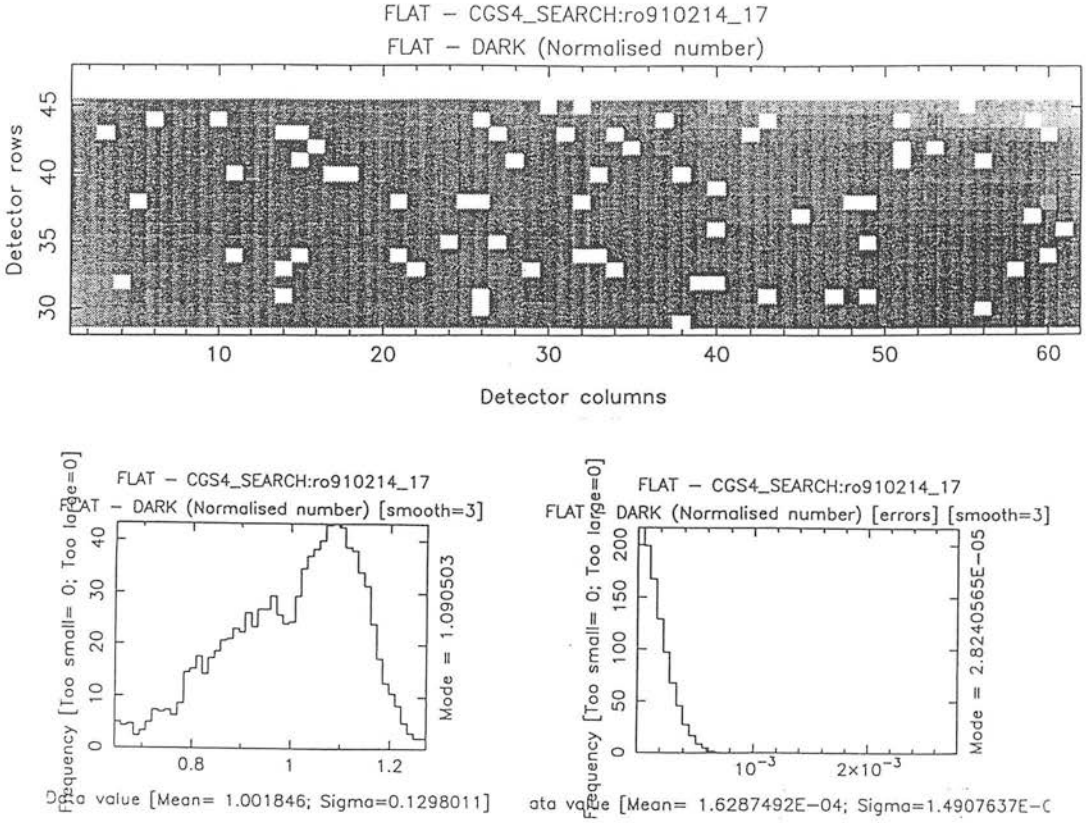 FLAT − CGS4_SEARCH:ro910214_17
FLAT − DARK (Normalised number)
Detector rows
45
40
35
30
10
20
30
40
50
60
Detector columns
FLAT − CGS4_SEARCH:ro910214_17
FLAT − DARK (Normalised number) [smooth=3]
Frequency [Too small= 0; Too large=0]
40
30
20
10
0
0.8
1
1.2
Mode = 1.090503
Data value [Mean= 1.001846; Sigma=0.1298011]
FLAT − CGS4_SEARCH:ro910214_17
FLAT − DARK (Normalised number) [errors] [smooth=3]
Frequency [Too small= 0; Too large=0]
200
150
100
50
0
10−3
2×10−3
Mode = 2.8240565E−05
ata value [Mean= 1.6287492E−04; Sigma=1.4907637E−0